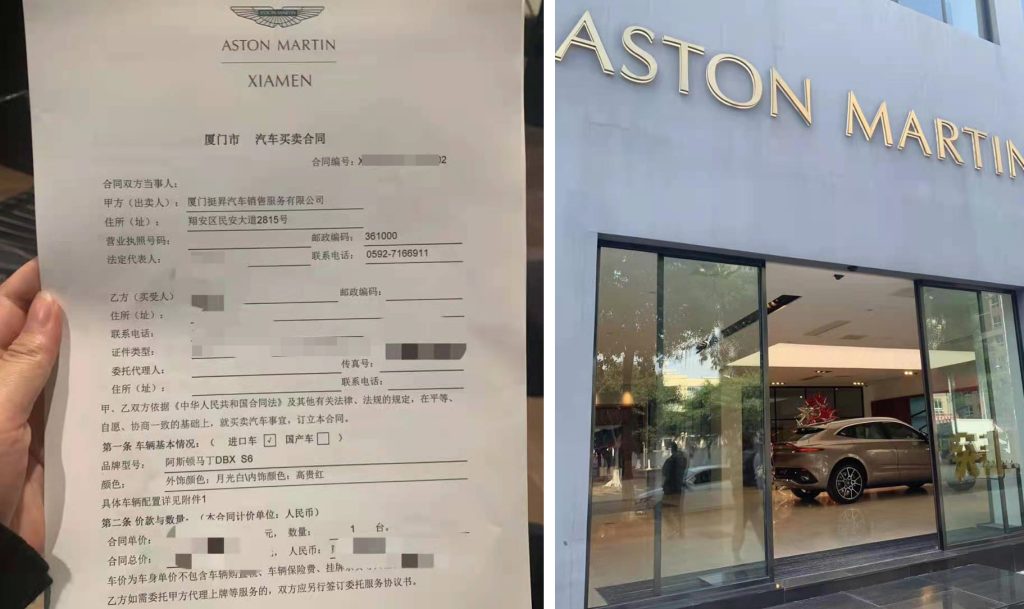 ASTON MARTIN
ASTON MARTIN
XIAMEN
厦门市 汽车买卖合同
合同编号：X 02
合同双方当事人：
甲方（出卖人）：厦门挺昇汽车销售服务有限公司
住所（址）：翔安区民安大道2815号
营业执照号码： 邮政编码：361000
法定代表人： 联系电话：0592-7166911
乙方（买受人） 邮政编码：
住所（址）：
联系电话：
证件类型：
委托代理人： 传真号：
住所（址）： 联系电话：
甲、乙双方依据《中华人民共和国合同法》及其他有关法律、法规的规定，在平等、
自愿、协商一致的基础上，就买卖汽车事宜，订立本合同。
第一条 车辆基本情况：（ 进口车 √ 国产车 ）
品牌型号： 阿斯顿马丁DBX S6
颜色： 外饰颜色：月光白\内饰颜色：高贵红
具体车辆配置详见附件1
第二条 价款与数量，（本合同计价单位：人民币）
合同单价： 元，数量： 1 台。
合同总价： ；，人民币：
车价为车身单价不包含车辆购置税、车辆保险费、挂牌
乙方如需委托甲方代理上牌等服务的，双方应另行签订委托服务协议书。
ASTON MARTIN